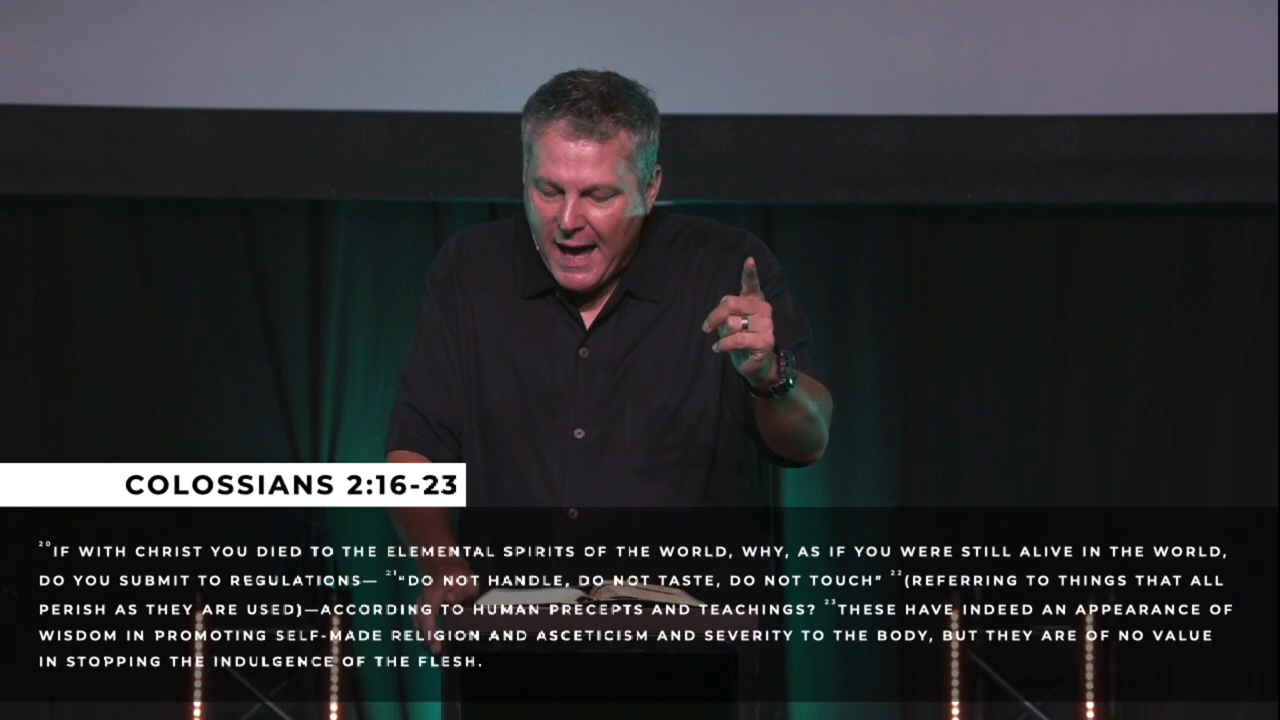 COLOSSIANS 2:16-23
²⁰IF WITH CHRIST YOU DIED TO THE ELEMENTAL SPIRITS OF THE WORLD, WHY, AS IF YOU WERE STILL ALIVE IN THE WORLD,
DO YOU SUBMIT TO REGULATIONS— ²¹“DO NOT HANDLE, DO NOT TASTE, DO NOT TOUCH” ²²(REFERRING TO THINGS THAT ALL
PERISH AS THEY ARE USED)—ACCORDING TO HUMAN PRECEPTS AND TEACHINGS? ²³THESE HAVE INDEED AN APPEARANCE OF
WISDOM IN PROMOTING SELF-MADE RELIGION AND ASCETICISM AND SEVERITY TO THE BODY, BUT THEY ARE OF NO VALUE
IN STOPPING THE INDULGENCE OF THE FLESH.